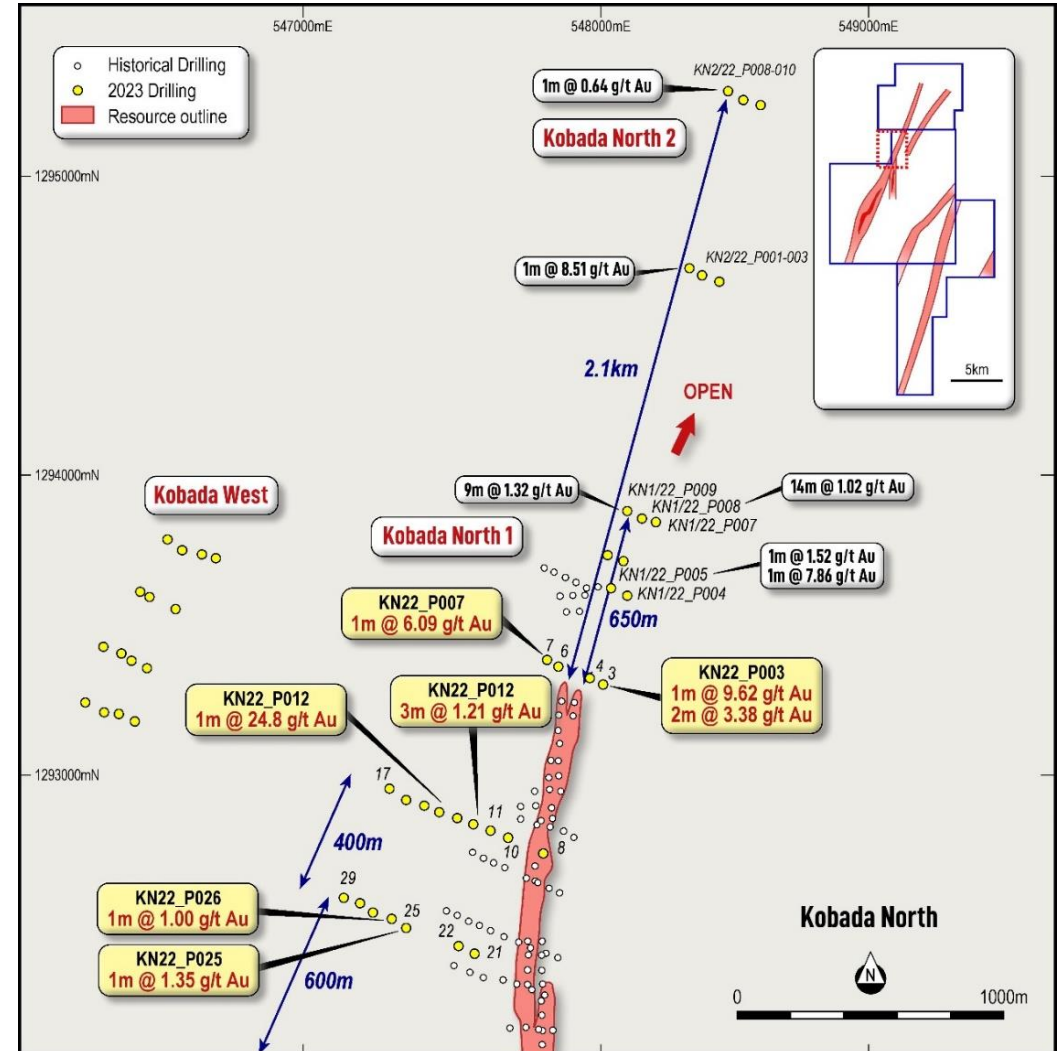 547000mE
548000mE
549000mE
Historical Drilling
2023 Drilling
Resource outline
KN2/22_P008-010
1m @ 0.64 g/t Au
Kobada North 2
1295000mN
KN2/22_P001-003
1m @ 8.51 g/t Au
5km
2.1km
OPEN
1294000mN
Kobada West
9m @ 1.32 g/t Au
KN1/22_P009
14m @ 1.02 g/t Au
KN1/22_P008
KN1/22_P007
Kobada North 1
1m @ 1.52 g/t Au
1m @ 7.86 g/t Au
KN1/22_P005
KN1/22_P004
650m
KN22_P007
1m @ 6.09 g/t Au
7 6
4 3
KN22_P003
1m @ 9.62 g/t Au
2m @ 3.38 g/t Au
KN22_P012
1m @ 24.8 g/t Au
KN22_P012
3m @ 1.21 g/t Au
1293000mN
17
11
10
8
400m
29
25
22
21
KN22_P026
1m @ 1.00 g/t Au
KN22_P025
1m @ 1.35 g/t Au
600m
Kobada North
N
0
1000m